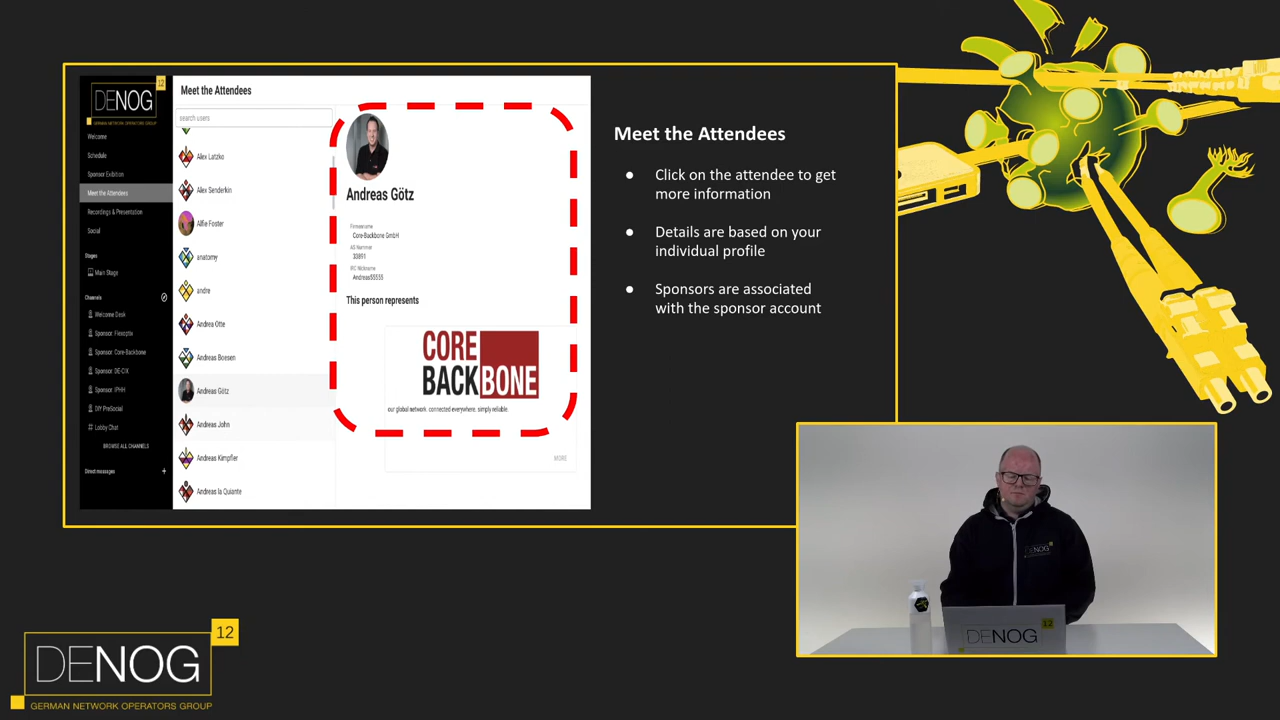 DENOG
12
GERMAN NETWORK OPERATORS GROUP
Welcome
Schedule
Sponsor Exibition
Meet the Attendees
Recordings & Presentation
Social
Stages
Main Stage
Channels
Welcome Desk
Sponsor: Flexoptix
Sponsor: Core-Backbone
Sponsor: DE-CIX
Sponsor: IPHH
DIY PreSocial
# Lobby Chat
BROWSE ALL CHANNELS
Direct messages +
Meet the Attendees
search users
Alex Latzko
Alex Senderkin
Alfie Foster
anatomy
andre
Andrea Otte
Andreas Boesen
Andreas Götz
Andreas John
Andreas Kimpfler
Andreas la Quiante
Andreas Götz
Firmenname
Core-Backbone GmbH
AS Nummer
33891
IRC Nickname
Andreas55555
This person represents
CORE
BACKBONE
our global network. connected everywhere. simply reliable.
MORE
Meet the Attendees
● Click on the attendee to get
more information
● Details are based on your
individual profile
● Sponsors are associated
with the sponsor account
DENOG
DENOG
12
DENOG
12
GERMAN NETWORK OPERATORS GROUP